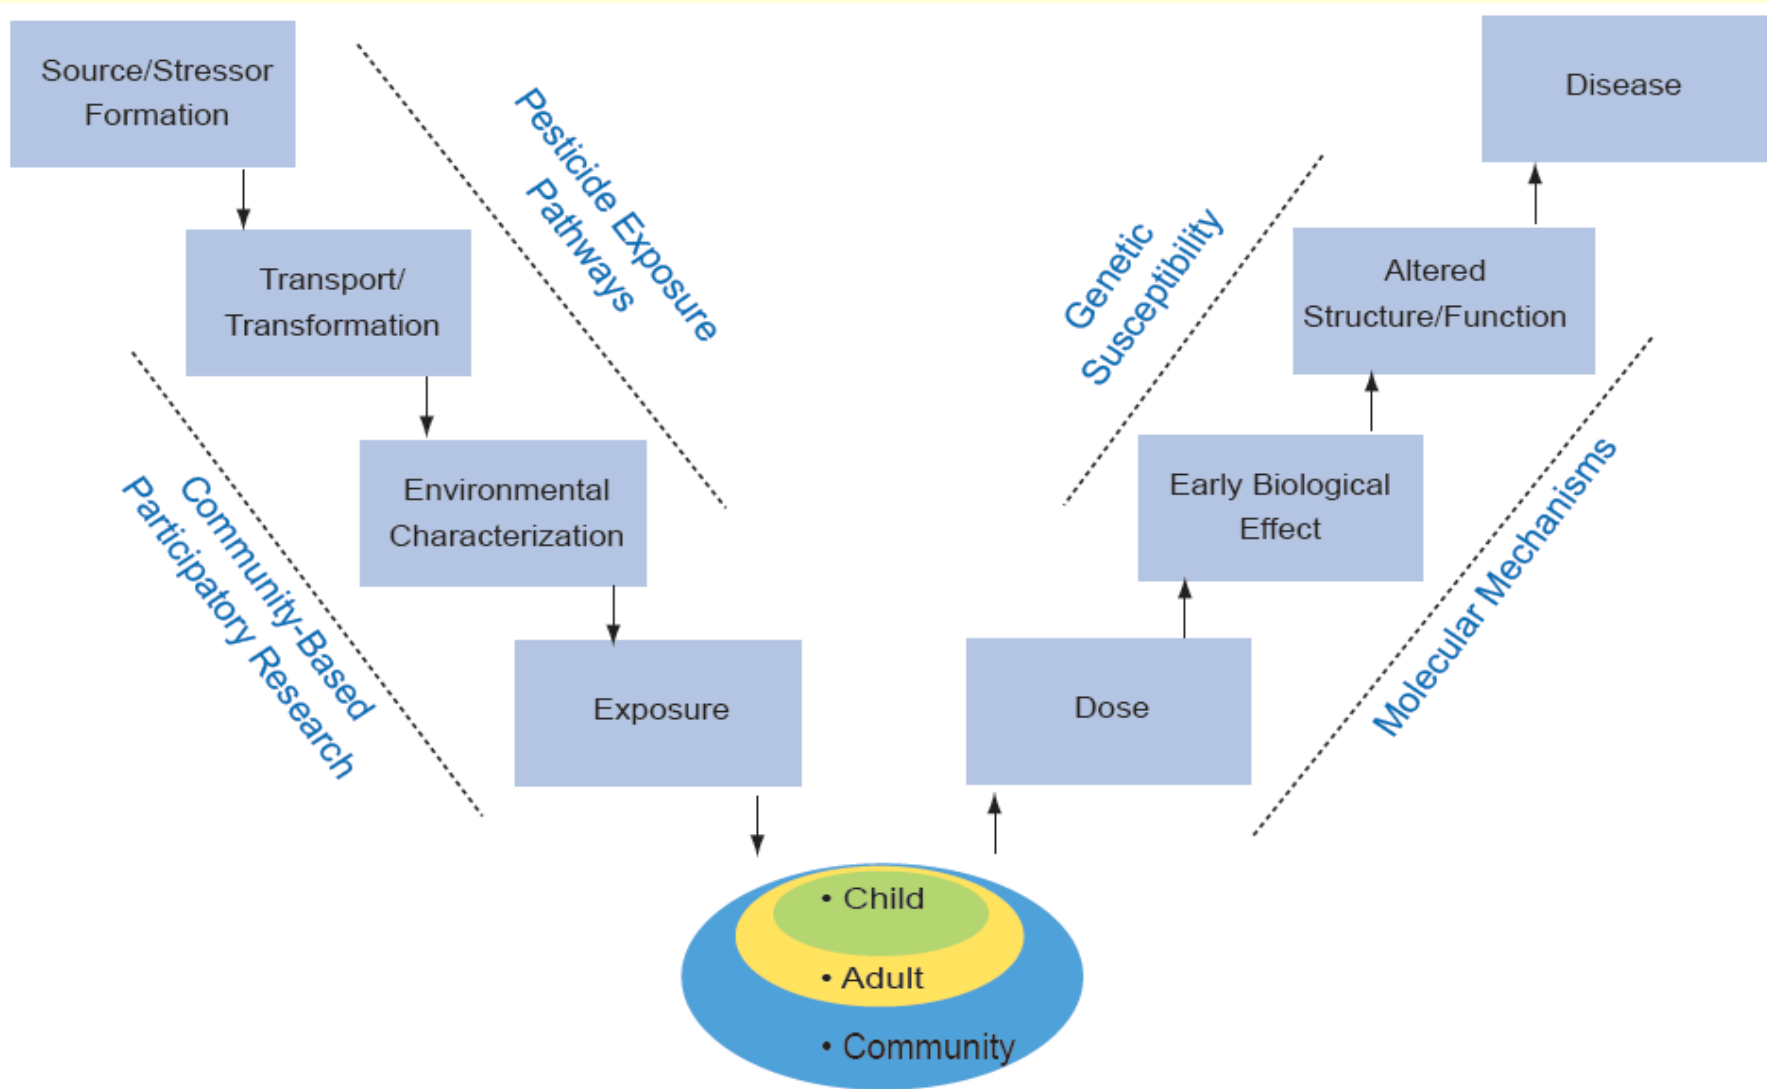 Source/Stressor
Formation
Transport/
Transformation
Environmental
Characterization
Exposure
Pesticide Exposure
Pathways
Community-Based
Participatory Research
• Child
• Adult
• Community
Dose
Early Biological
Effect
Altered
Structure/Function
Disease
Genetic
Susceptibility
Molecular Mechanisms